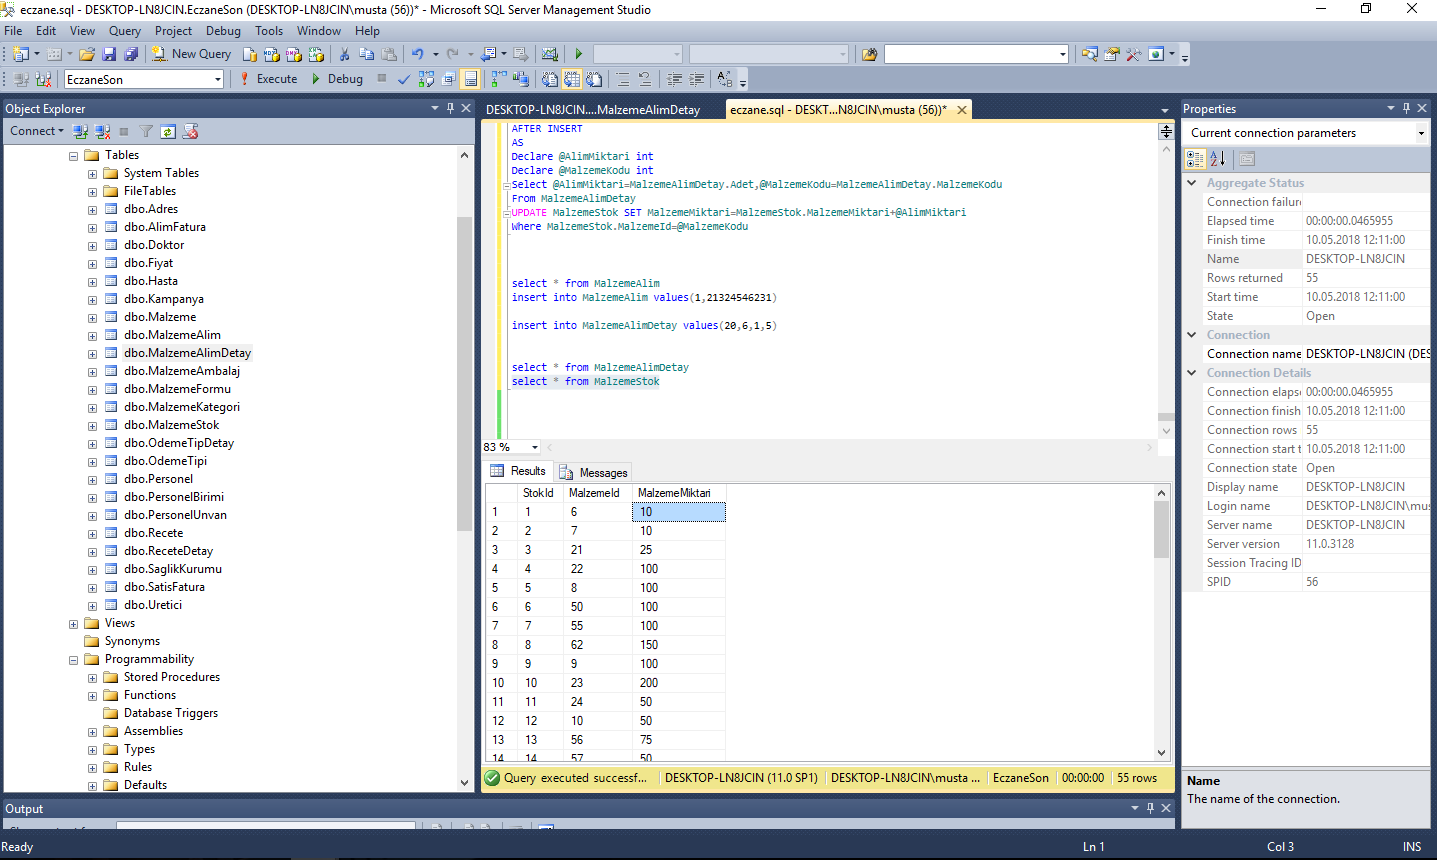 eczane.sql - DESKTOP-LN8JCIN.EczaneSon (DESKTOP-LN8JCIN\musta (56))* - Microsoft SQL Server Management Studio
File Edit View Query Project Debug Tools Window Help
New Query
EczaneSon Execute Debug
Object Explorer
Connect
Tables
System Tables
FileTables
dbo.Adres
dbo.AlimFatura
dbo.Doktor
dbo.Fiyat
dbo.Hasta
dbo.Kampanya
dbo.Malzeme
dbo.MalzemeAlim
dbo.MalzemeAlimDetay
dbo.MalzemeAmbalaj
dbo.MalzemeFormu
dbo.MalzemeKategori
dbo.MalzemeStok
dbo.OdemeTipDetay
dbo.OdemeTipi
dbo.Personel
dbo.PersonelBirimi
dbo.PersonelUnvan
dbo.Recete
dbo.ReceteDetay
dbo.SaglikKurumu
dbo.SatisFatura
dbo.Uretici
Views
Synonyms
Programmability
Stored Procedures
Functions
Database Triggers
Assemblies
Types
Rules
Defaults
DESKTOP-LN8JCIN....MalzemeAlimDetay eczane.sql - DESKT...N8JCIN\musta (56))*
AFTER INSERT
AS
Declare @AlimMiktari int
Declare @MalzemeKodu int
Select @AlimMiktari=MalzemeAlimDetay.Adet,@MalzemeKodu=MalzemeAlimDetay.MalzemeKodu
From MalzemeAlimDetay
UPDATE MalzemeStok SET MalzemeMiktari=MalzemeStok.MalzemeMiktari+@AlimMiktari
Where MalzemeStok.MalzemeId=@MalzemeKodu
select * from MalzemeAlim
insert into MalzemeAlim values(1,21324546231)
insert into MalzemeAlimDetay values(20,6,1,5)
select * from MalzemeAlimDetay
select * from MalzemeStok
83 %
Results Messages
StokId MalzemeId MalzemeMiktari
1 1 6 10
2 2 7 10
3 3 21 25
4 4 22 100
5 5 8 100
6 6 50 100
7 7 55 100
8 8 62 150
9 9 9 100
10 10 23 200
11 11 24 50
12 12 10 50
13 13 56 75
14 14 57 50
Query executed successf... DESKTOP-LN8JCIN (11.0 SP1) DESKTOP-LN8JCIN\musta ... EczaneSon 00:00:00 55 rows
Properties
Current connection parameters
Aggregate Status
Connection failure
Elapsed time 00:00:00.0465955
Finish time 10.05.2018 12:11:00
Name DESKTOP-LN8JCIN
Rows returned 55
Start time 10.05.2018 12:11:00
State Open
Connection
Connection name DESKTOP-LN8JCIN (DES
Connection Details
Connection elaps 00:00:00.0465955
Connection finish 10.05.2018 12:11:00
Connection rows 55
Connection start t 10.05.2018 12:11:00
Connection state Open
Display name DESKTOP-LN8JCIN
Login name DESKTOP-LN8JCIN\mus
Server name DESKTOP-LN8JCIN
Server version 11.0.3128
Session Tracing ID
SPID 56
Name
The name of the connection.
Output
Ready Ln 1 Col 3 INS